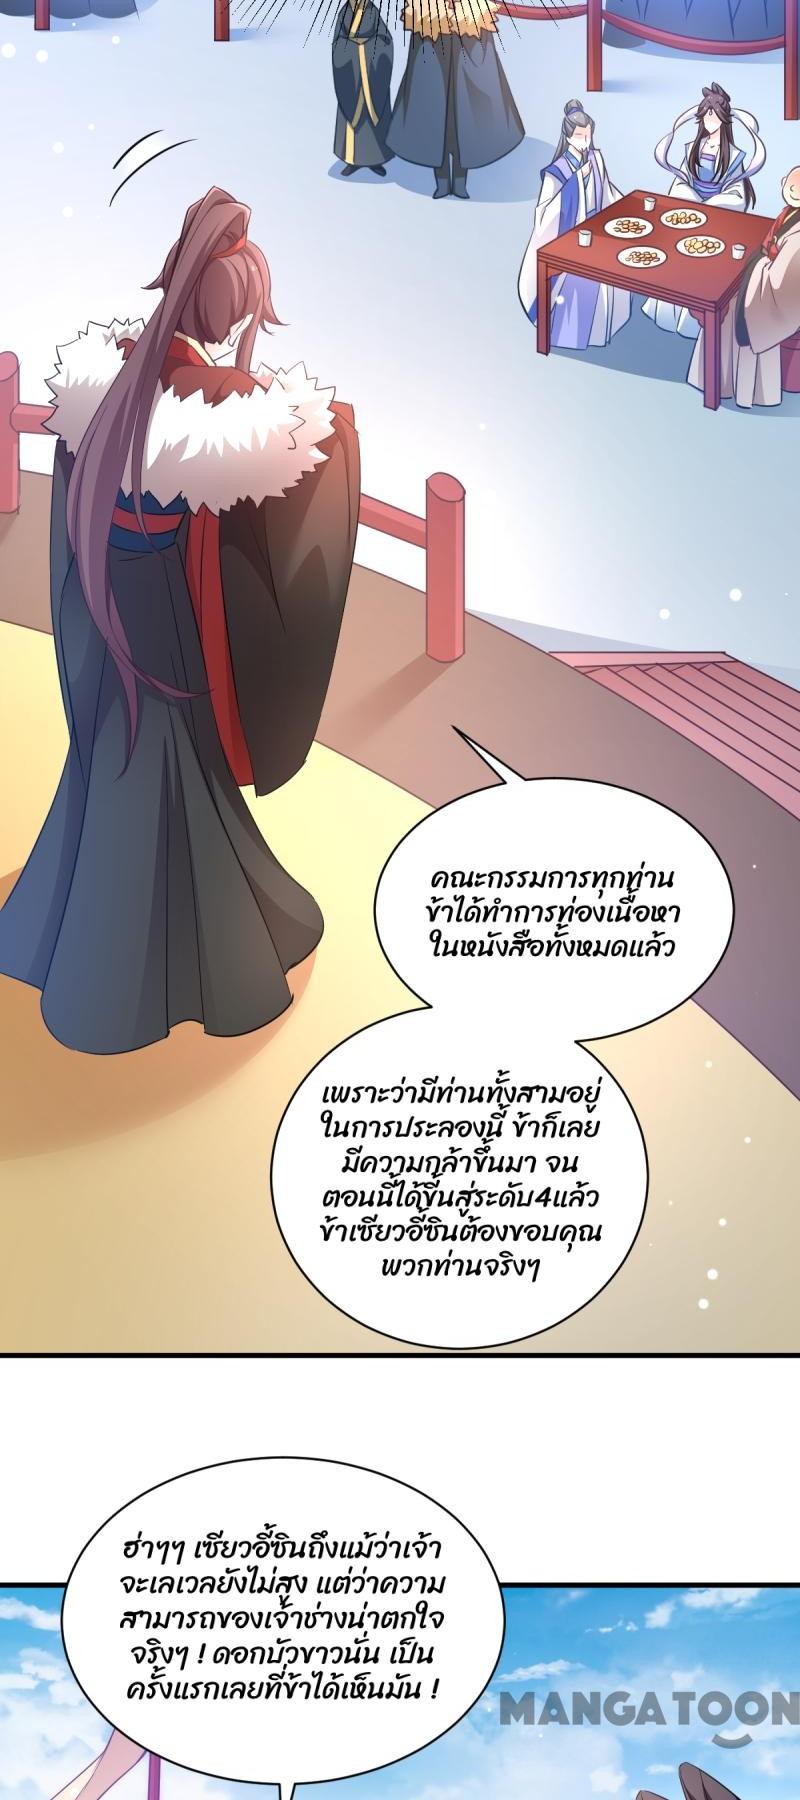 คณะกรรมการทุกท่าน
ข้าได้ทำการท่องเนื้อหา
ในหนังสือทั้งหมดแล้ว
เพราะว่ามีท่านทั้งสามอยู่
ในการประลองนี้ ข้าก็เลย
มีความกล้าขึ้นมา จน
ตอนนี้ได้ขึ้นสู่ระดับ4แล้ว
ข้าเซียวอี้ซินต้องขอบคุณ
พวกท่านจริงๆ
ฮ่าๆๆ เซียวอี้ซินถึงแม้ว่าเจ้า
จะเลเวลยังไม่สูง แต่ว่าความ
สามารถของเจ้าช่างน่าตกใจ
จริงๆ ! ดอกบัวขาวนั่น เป็น
ครั้งแรกเลยที่ข้าได้เห็นมัน !
MANGATOON